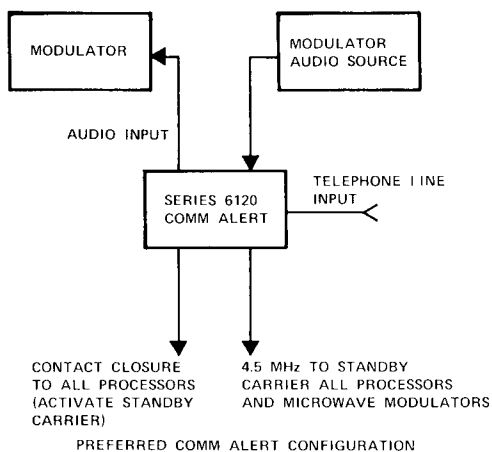 MODULATOR
MODULATOR
AUDIO SOURCE
AUDIO INPUT
TELEPHONE LINE
INPUT
SERIES 6120
COMM ALERT
CONTACT CLOSURE
TO ALL PROCESSORS
(ACTIVATE STANDBY
CARRIER)
4.5 MHz TO STANDBY
CARRIER ALL PROCESSORS
AND MICROWAVE MODULATORS
PREFERRED COMM ALERT CONFIGURATION